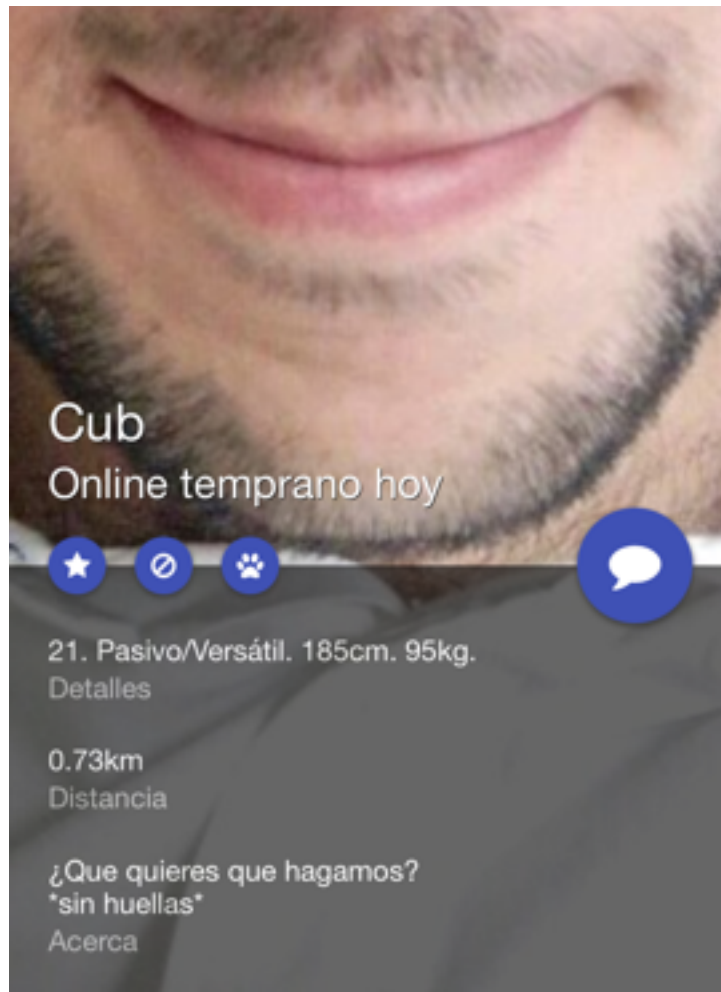 Cub
Online temprano hoy
21. Pasivo/Versátil. 185cm. 95kg.
Detalles
0.73km
Distancia
¿Que quieres que hagamos?
*sin huellas*
Acerca